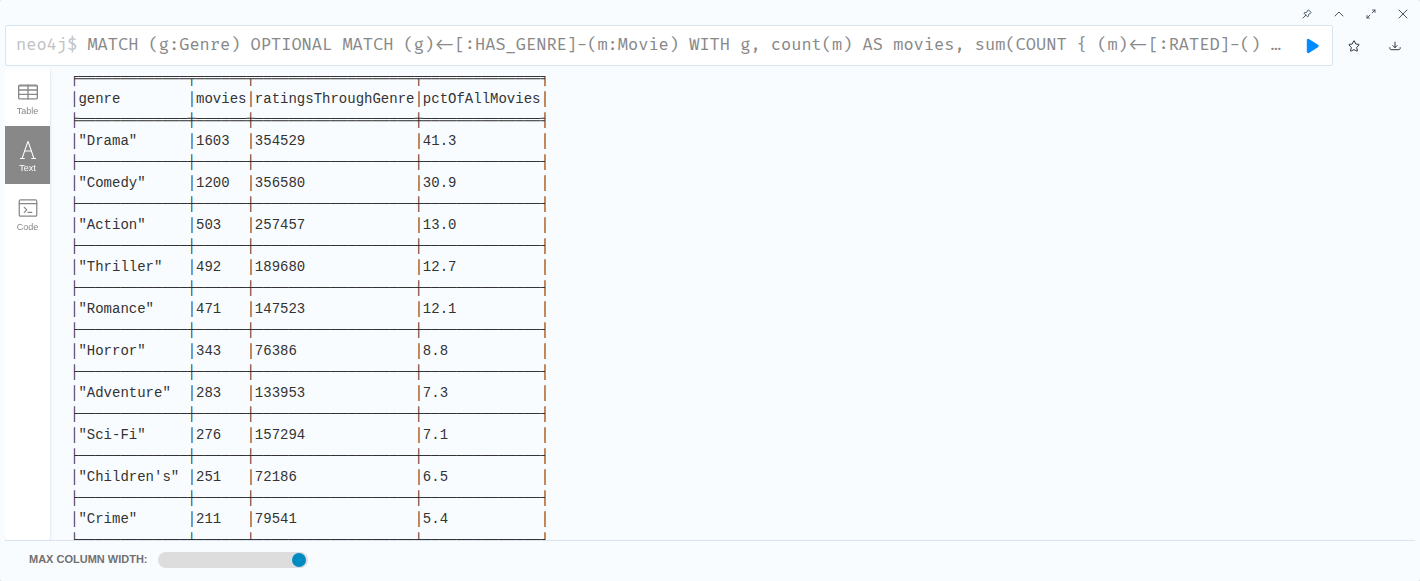 neo4j$ MATCH (g:Genre) OPTIONAL MATCH (g)<-[:HAS_GENRE]-(m:Movie) WITH g, count(m) AS movies, sum(COUNT { (m)<-[:RATED]-() …
Table
Text
Code
genre movies ratingsThroughGenre pctOfAllMovies
"Drama" 1603 354529 41.3
"Comedy" 1200 356580 30.9
"Action" 503 257457 13.0
"Thriller" 492 189680 12.7
"Romance" 471 147523 12.1
"Horror" 343 76386 8.8
"Adventure" 283 133953 7.3
"Sci-Fi" 276 157294 7.1
"Children's" 251 72186 6.5
"Crime" 211 79541 5.4
MAX COLUMN WIDTH: